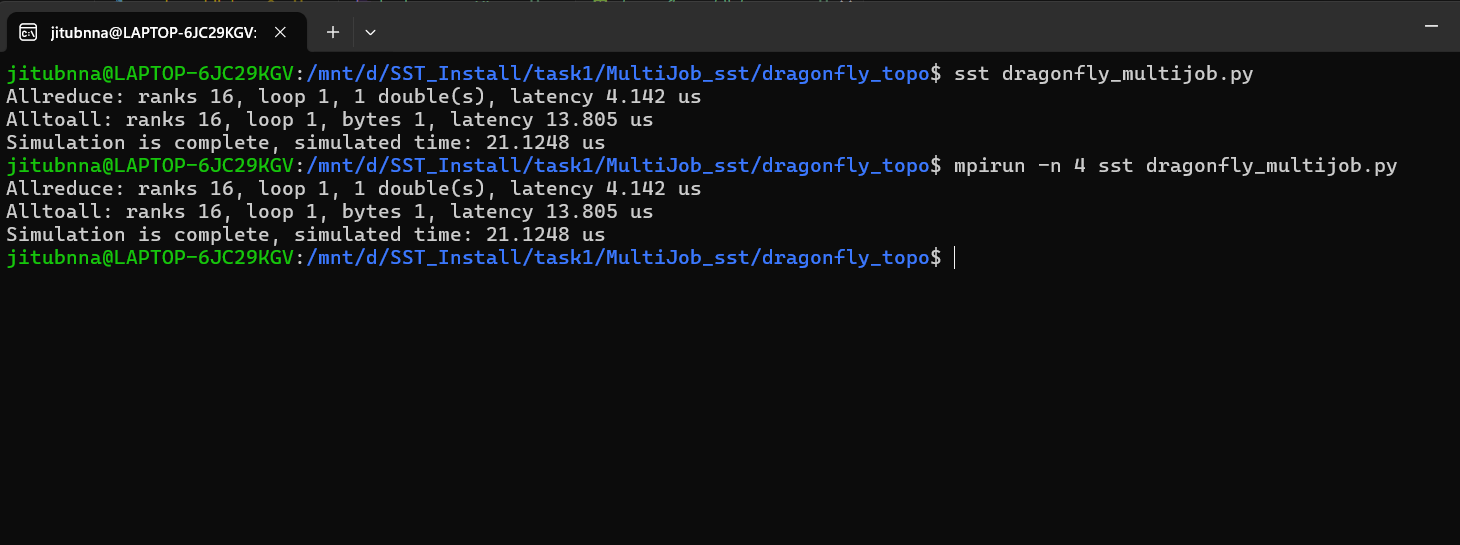 jitubnna@LAPTOP-6JC29KGV:
jitubnna@LAPTOP-6JC29KGV:/mnt/d/SST_Install/task1/MultiJob_sst/dragonfly_topo$ sst dragonfly_multijob.py
Allreduce: ranks 16, loop 1, 1 double(s), latency 4.142 us
Alltoall: ranks 16, loop 1, bytes 1, latency 13.805 us
Simulation is complete, simulated time: 21.1248 us
jitubnna@LAPTOP-6JC29KGV:/mnt/d/SST_Install/task1/MultiJob_sst/dragonfly_topo$ mpirun -n 4 sst dragonfly_multijob.py
Allreduce: ranks 16, loop 1, 1 double(s), latency 4.142 us
Alltoall: ranks 16, loop 1, bytes 1, latency 13.805 us
Simulation is complete, simulated time: 21.1248 us
jitubnna@LAPTOP-6JC29KGV:/mnt/d/SST_Install/task1/MultiJob_sst/dragonfly_topo$